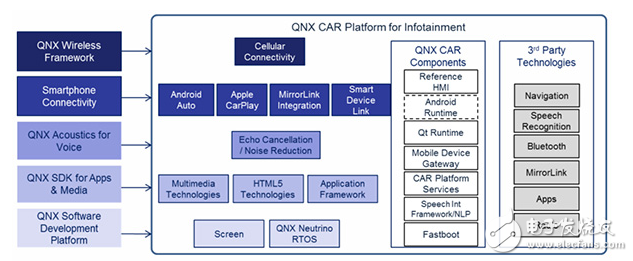 QNX CAR Platform for Infotainment
QNX Wireless
Framework
Cellular
Connectivity
Smartphone
Connectivity
Android
Auto
Apple
CarPlay
MirrorLink
Integration
Smart
Device
Link
QNX Acoustics for
Voice
Echo Cancellation
/ Noise Reduction
QNX SDK for Apps
& Media
Multimedia
Technologies
HTML5
Technologies
Application
Framework
QNX Software
Development
Platform
Screen
QNX Neutrino
RTOS
QNX CAR
Components
Reference
HMI
Android
Runtime
Qt Runtime
Mobile Device
Gateway
CAR Platform
Services
Speech Int
Framework/NLP
Fastboot
3rd Party
Technologies
Navigation
Speech
Recognition
Bluetooth
MirrorLink
Apps
电子发烧友
www.elecfans.com